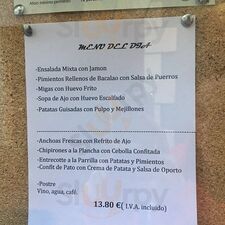 MENU DEL DIA
-Ensalada Mixta con Jamon
-Pimientos Rellenos de Bacalao con Salsa de Puerros
-Migas con Huevo Frito
-Sopa de Ajo con Huevo Escalfado
-Patatas Guisadas con Pulpo y Mejillones
-Anchoas Frescas con Refrito de Ajo
-Chipirones a la Plancha con Cebolla Confitada
-Entrecotte a la Parrilla con Patatas y Pimientos
-Confit de Pato con Crema de Patata y Salsa de Oporto
-Postre
Vino, agua, café.
13.80 €( I.V.A. incluido)